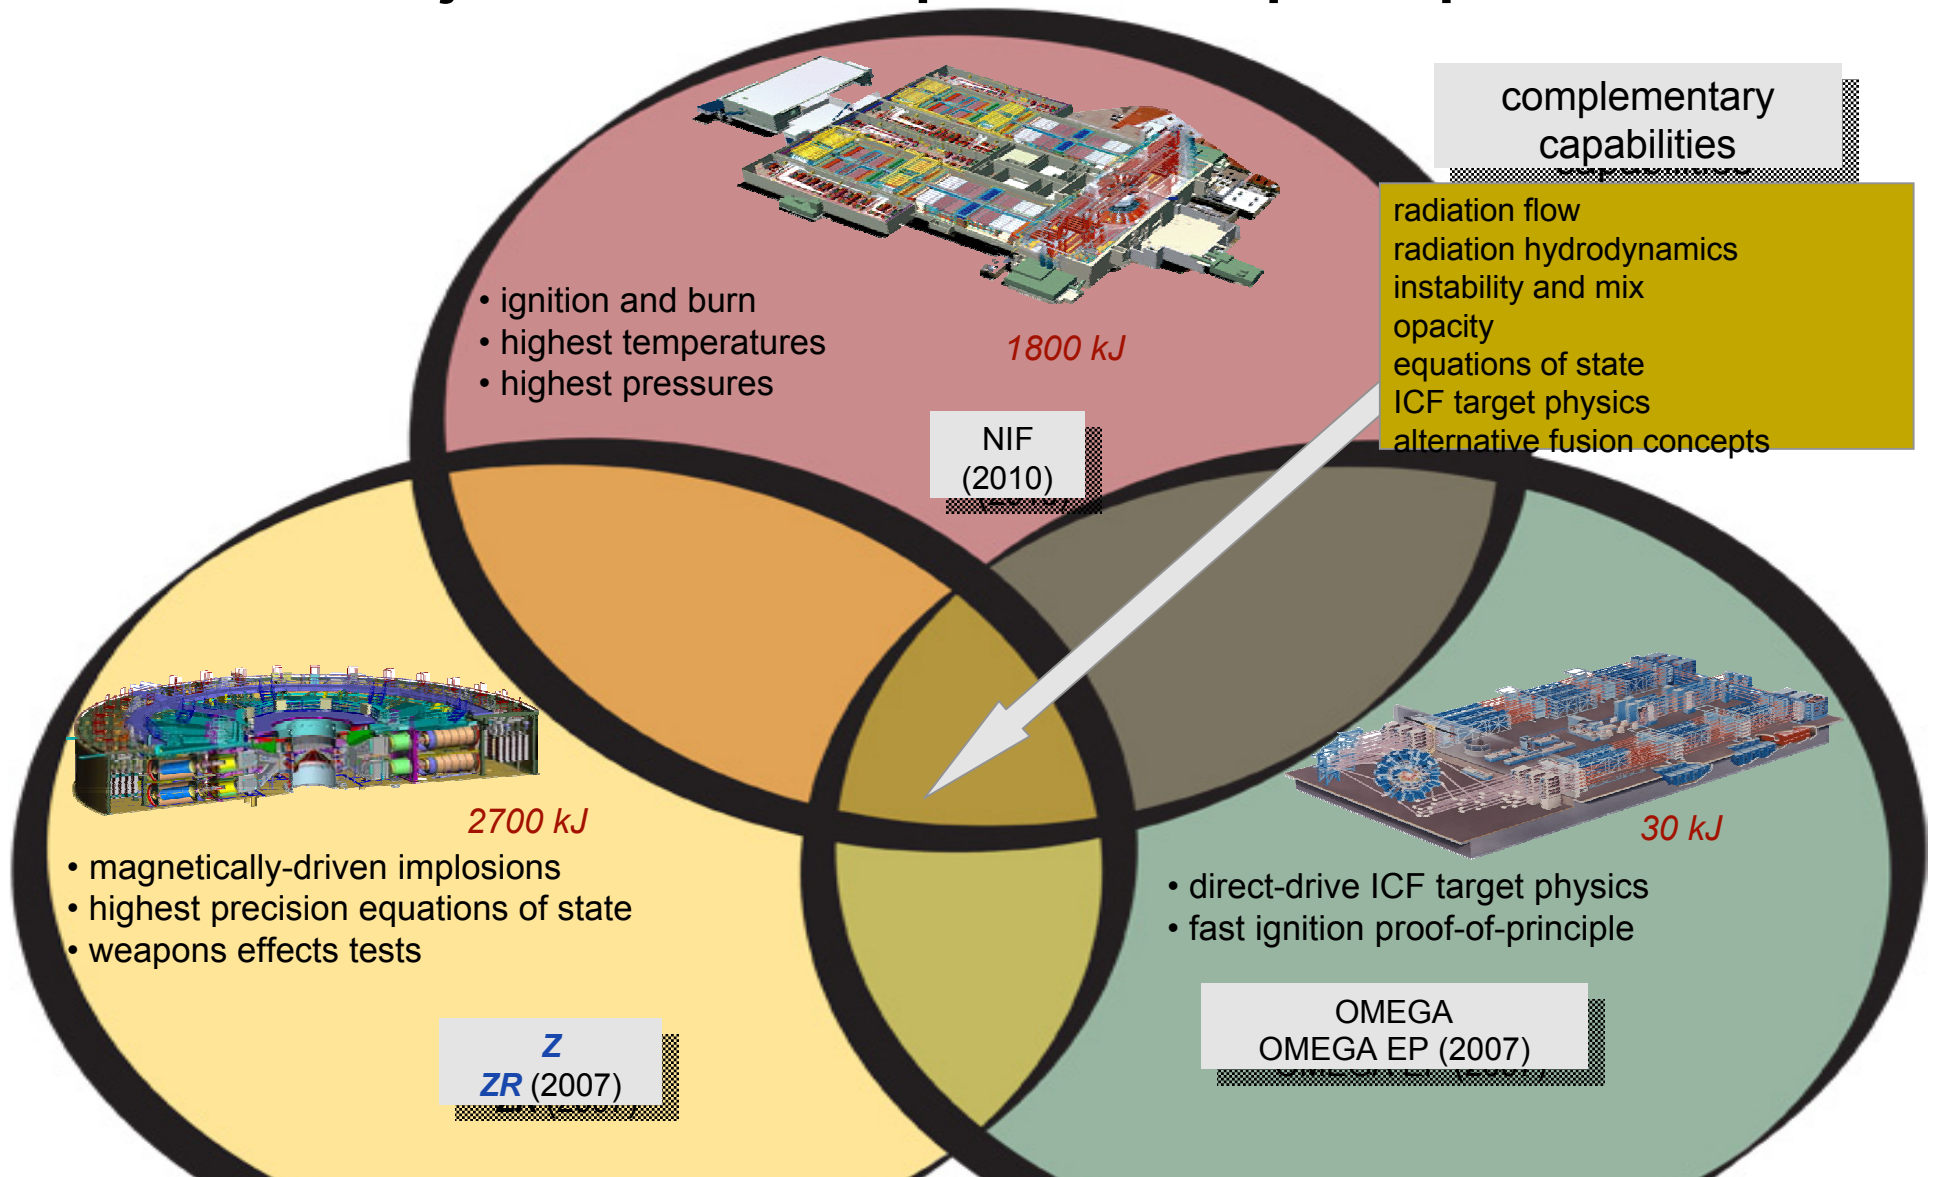 complementary
capabilities
radiation flow
radiation hydrodynamics
instability and mix
opacity
equations of state
ICF target physics
alternative fusion concepts
• ignition and burn
• highest temperatures
• highest pressures
1800 kJ
NIF
(2010)
2700 kJ
• magnetically-driven implosions
• highest precision equations of state
• weapons effects tests
Z
ZR (2007)
30 kJ
• direct-drive ICF target physics
• fast ignition proof-of-principle
OMEGA
OMEGA EP (2007)